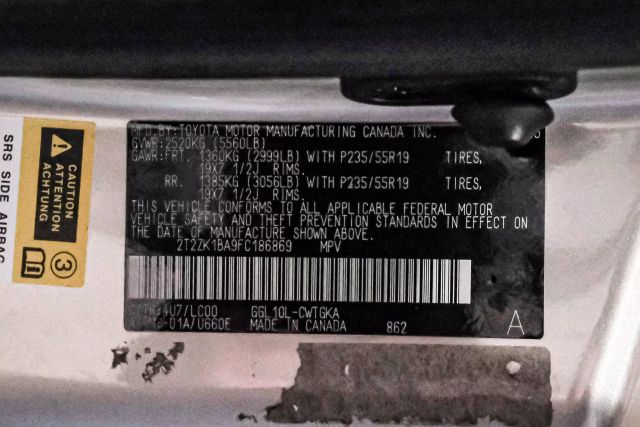 SRS SIDE AIRBAG
CAUTION
ATTENTION
ACHTUNG
3
MFD.BY:TOYOTA MOTOR MANUFACTURING CANADA INC.
GVWR:2520KG (5560LB)
GAWR:FRT. 1360KG (2999LB) WITH P235/55R19 TIRES,
19X7 1/2J RIMS.
RR. 1385KG (3056LB) WITH P235/55R19 TIRES,
19X7 1/2J RIMS.
THIS VEHICLE CONFORMS TO ALL APPLICABLE FEDERAL MOTOR
VEHICLE SAFETY AND THEFT PREVENTION STANDARDS IN EFFECT ON
THE DATE OF MANUFACTURE SHOWN ABOVE.
2T2ZK1BA9FC186869 MPV
GGL10L-CWTGKA
01A/U660E MADE IN CANADA 862
A